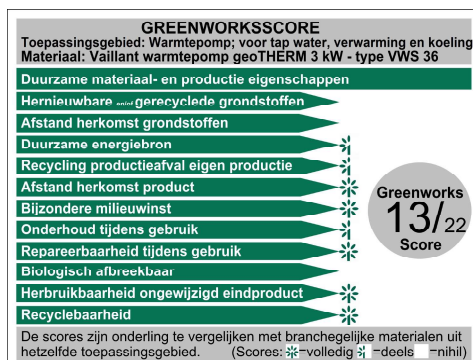 GREENWORKSSCORE
Toepassingsgebied: Warmtepomp; voor tap water, verwarming en koeling
Materiaal: Vaillant warmtepomp geoTHERM 3 kW - type VWS 36
Duurzame materiaal- en productie eigenschappen
Hernieuwbare en/of gerecyclede grondstoffen
Afstand herkomst grondstoffen
Duurzame energiebron
Recycling productieafval eigen productie
Afstand herkomst product
Bijzondere milieuwinst
Onderhoud tijdens gebruik
Repareerbaarheid tijdens gebruik
Biologisch afbreekbaar
Herbruikbaarheid ongewijzigd eindproduct
Recyclebaarheid
Greenworks
13/22
Score
De scores zijn onderling te vergelijken met branchegelijke materialen uit
hetzelfde toepassingsgebied. (Scores: =volledig =deels =nihil)